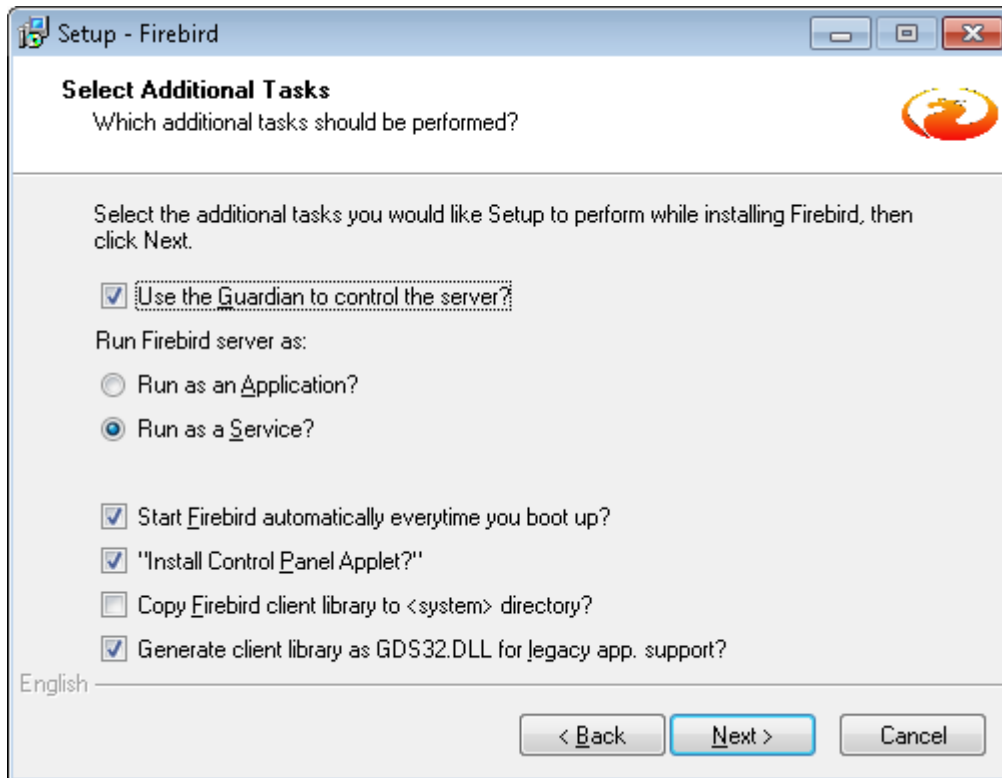 Setup - Firebird
Select Additional Tasks
Which additional tasks should be performed?
Select the additional tasks you would like Setup to perform while installing Firebird, then
click Next.
Use the Guardian to control the server?
Run Firebird server as:
Run as an Application?
Run as a Service?
Start Firebird automatically everytime you boot up?
"Install Control Panel Applet?"
Copy Firebird client library to <system> directory?
Generate client library as GDS32.DLL for legacy app. support?
English
< Back Next > Cancel